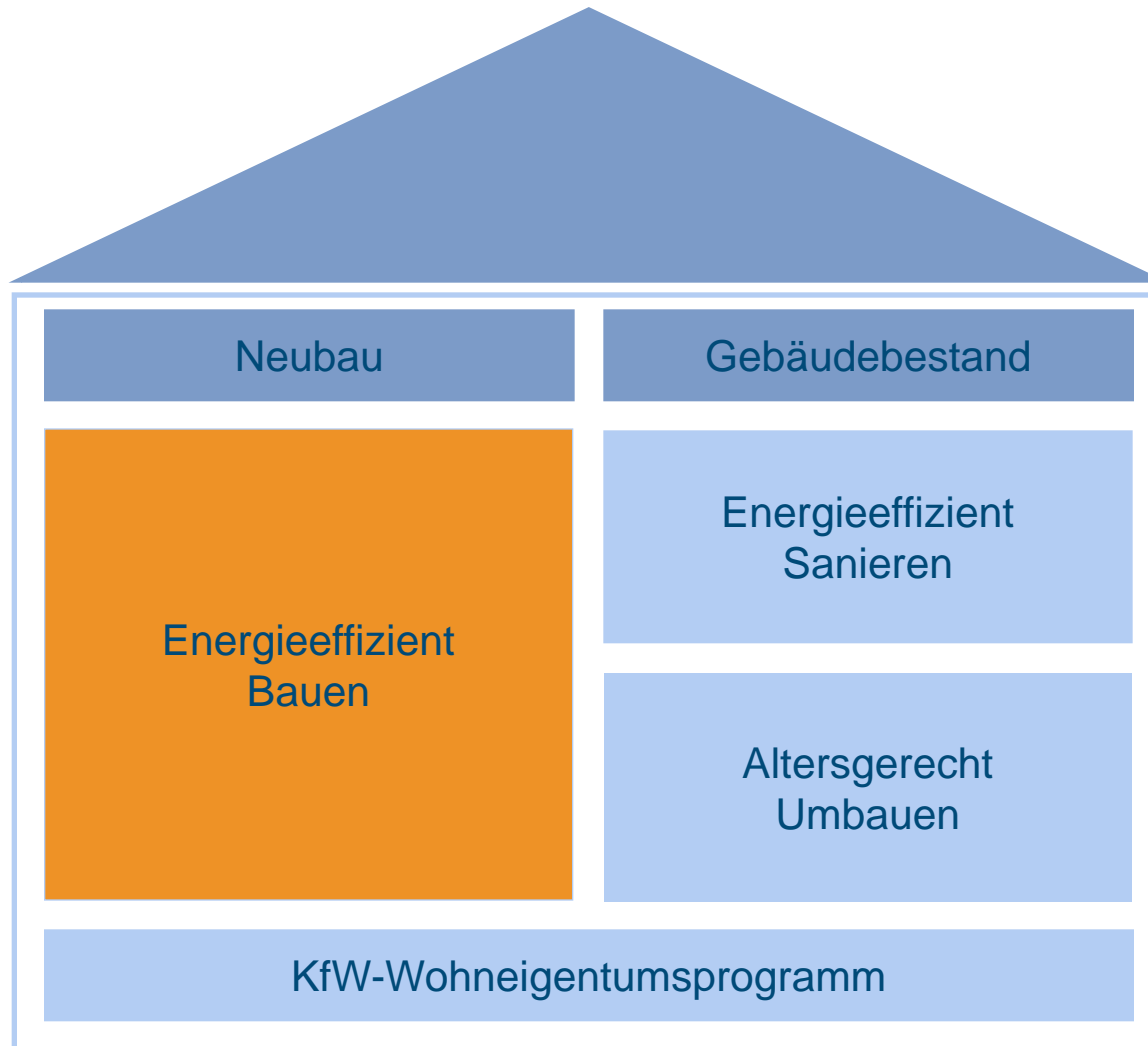 Neubau
Gebäudebestand
Energieeffizient
Bauen
Energieeffizient
Sanieren
Altersgerecht
Umbauen
KfW-Wohneigentumsprogramm